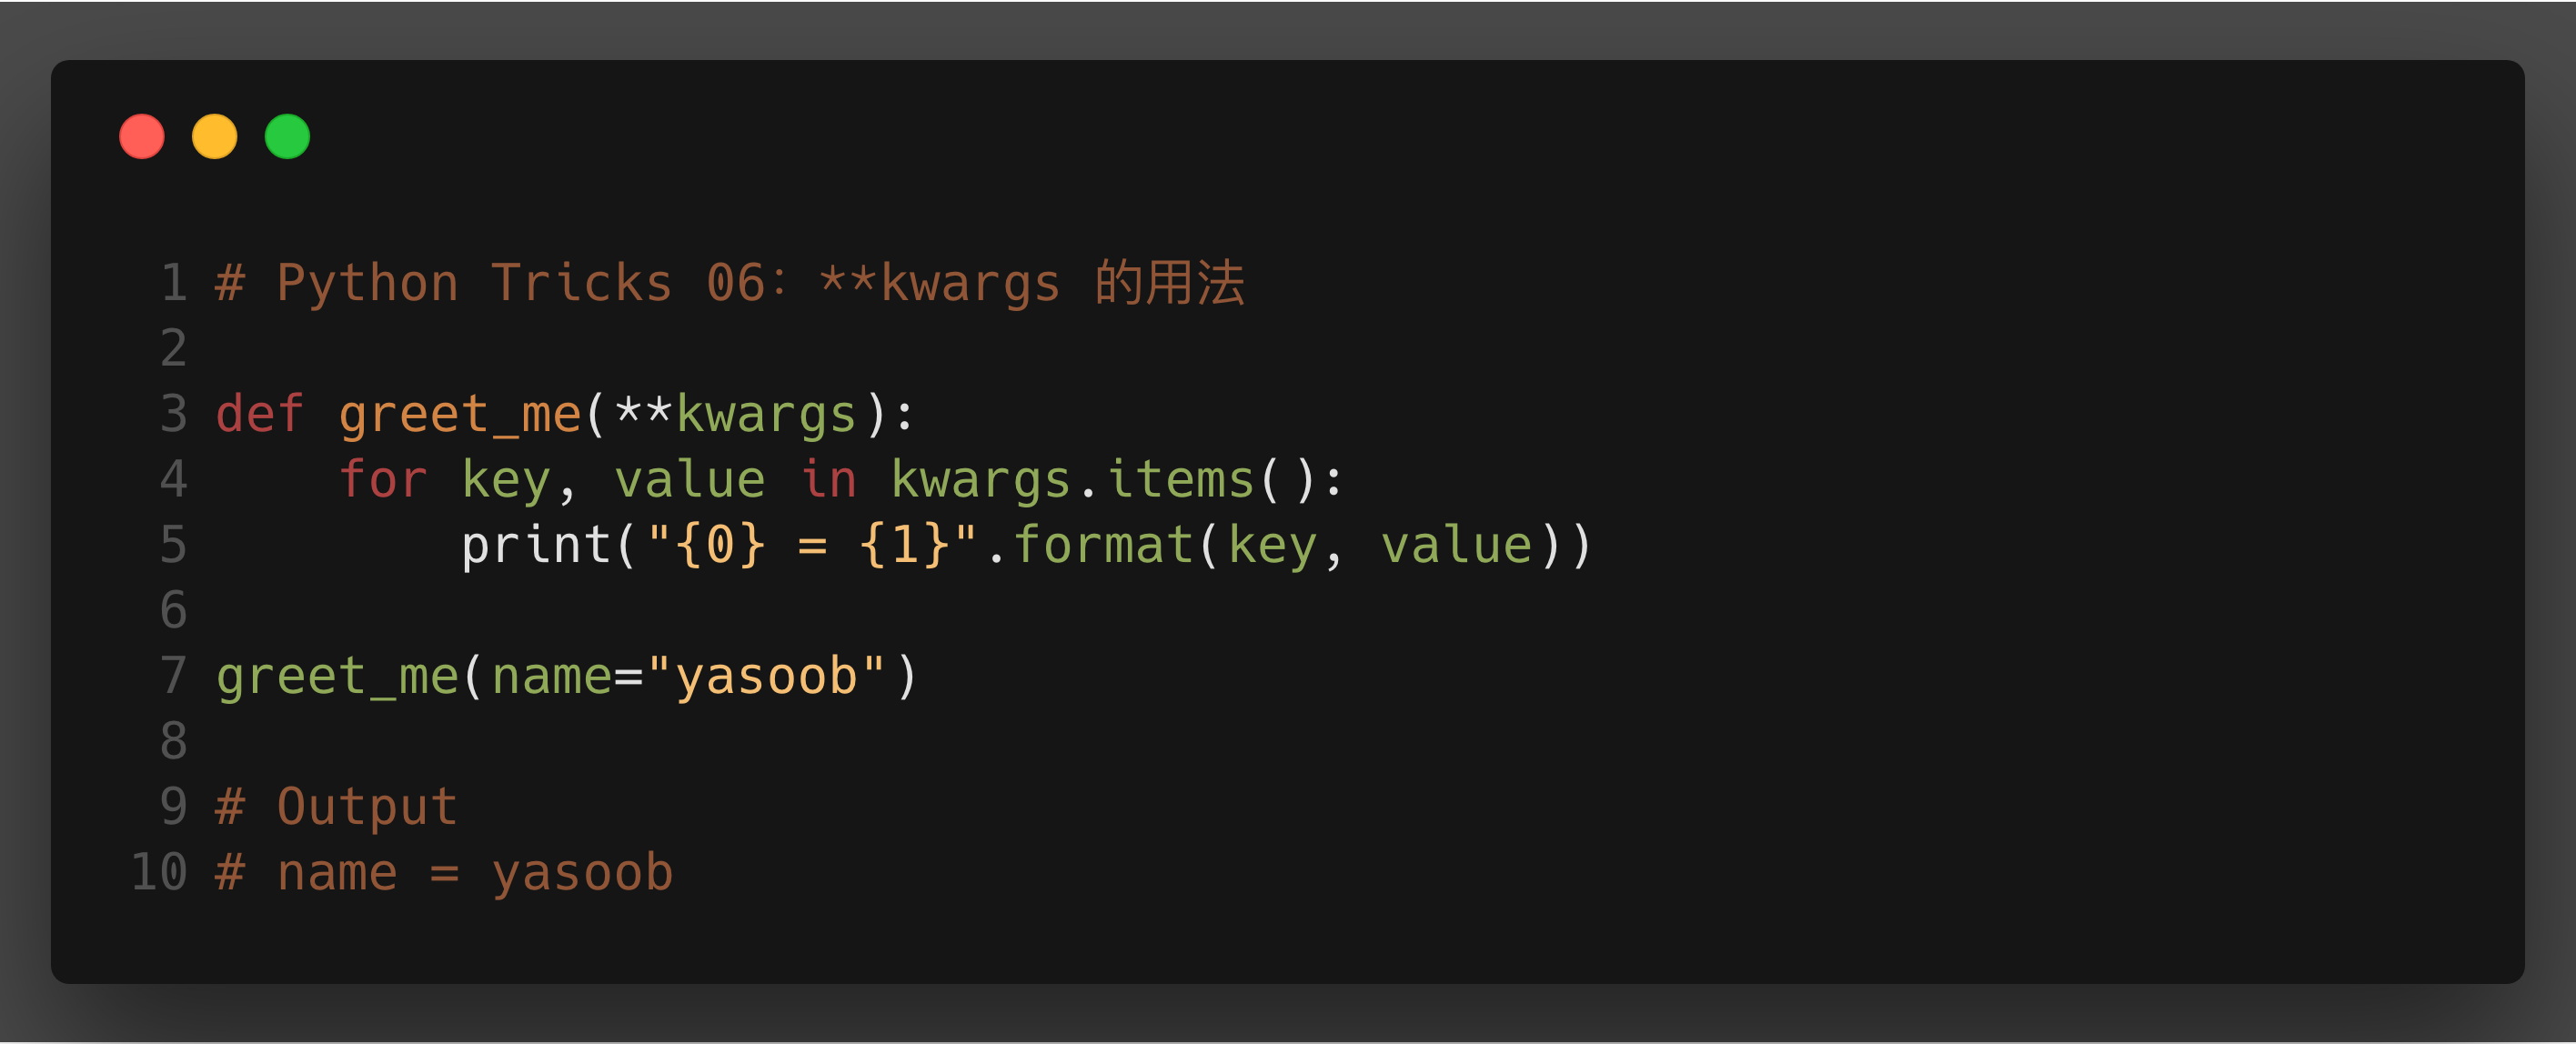 1 # Python Tricks 06：**kwargs 的用法
2
3 def greet_me(**kwargs):
4     for key, value in kwargs.items():
5         print("{0} = {1}".format(key, value))
6
7 greet_me(name="yasoob")
8
9 # Output
10 # name = yasoob